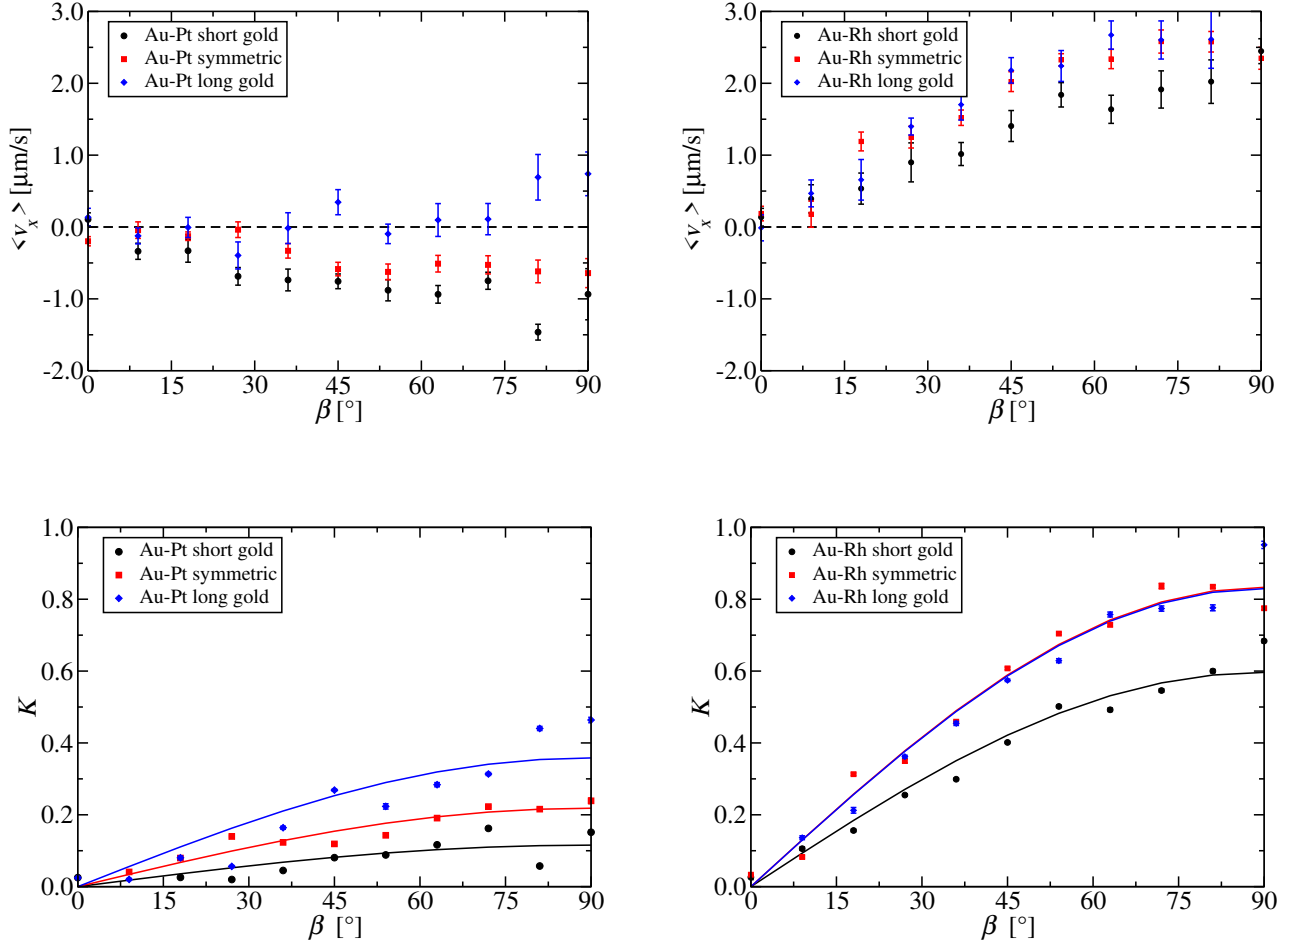 3.0
2.0
1.0
0.0
-1.0
-2.0
<v_x> [μm/s]
Au-Pt short gold
Au-Pt symmetric
Au-Pt long gold
0 15 30 45 60 75 90
β [°]
3.0
2.0
1.0
0.0
-1.0
-2.0
<v_x> [μm/s]
Au-Rh short gold
Au-Rh symmetric
Au-Rh long gold
0 15 30 45 60 75 90
β [°]
1.0
0.8
0.6
0.4
0.2
0.0
K
Au-Pt short gold
Au-Pt symmetric
Au-Pt long gold
0 15 30 45 60 75 90
β [°]
1.0
0.8
0.6
0.4
0.2
0.0
K
Au-Rh short gold
Au-Rh symmetric
Au-Rh long gold
0 15 30 45 60 75 90
β [°]